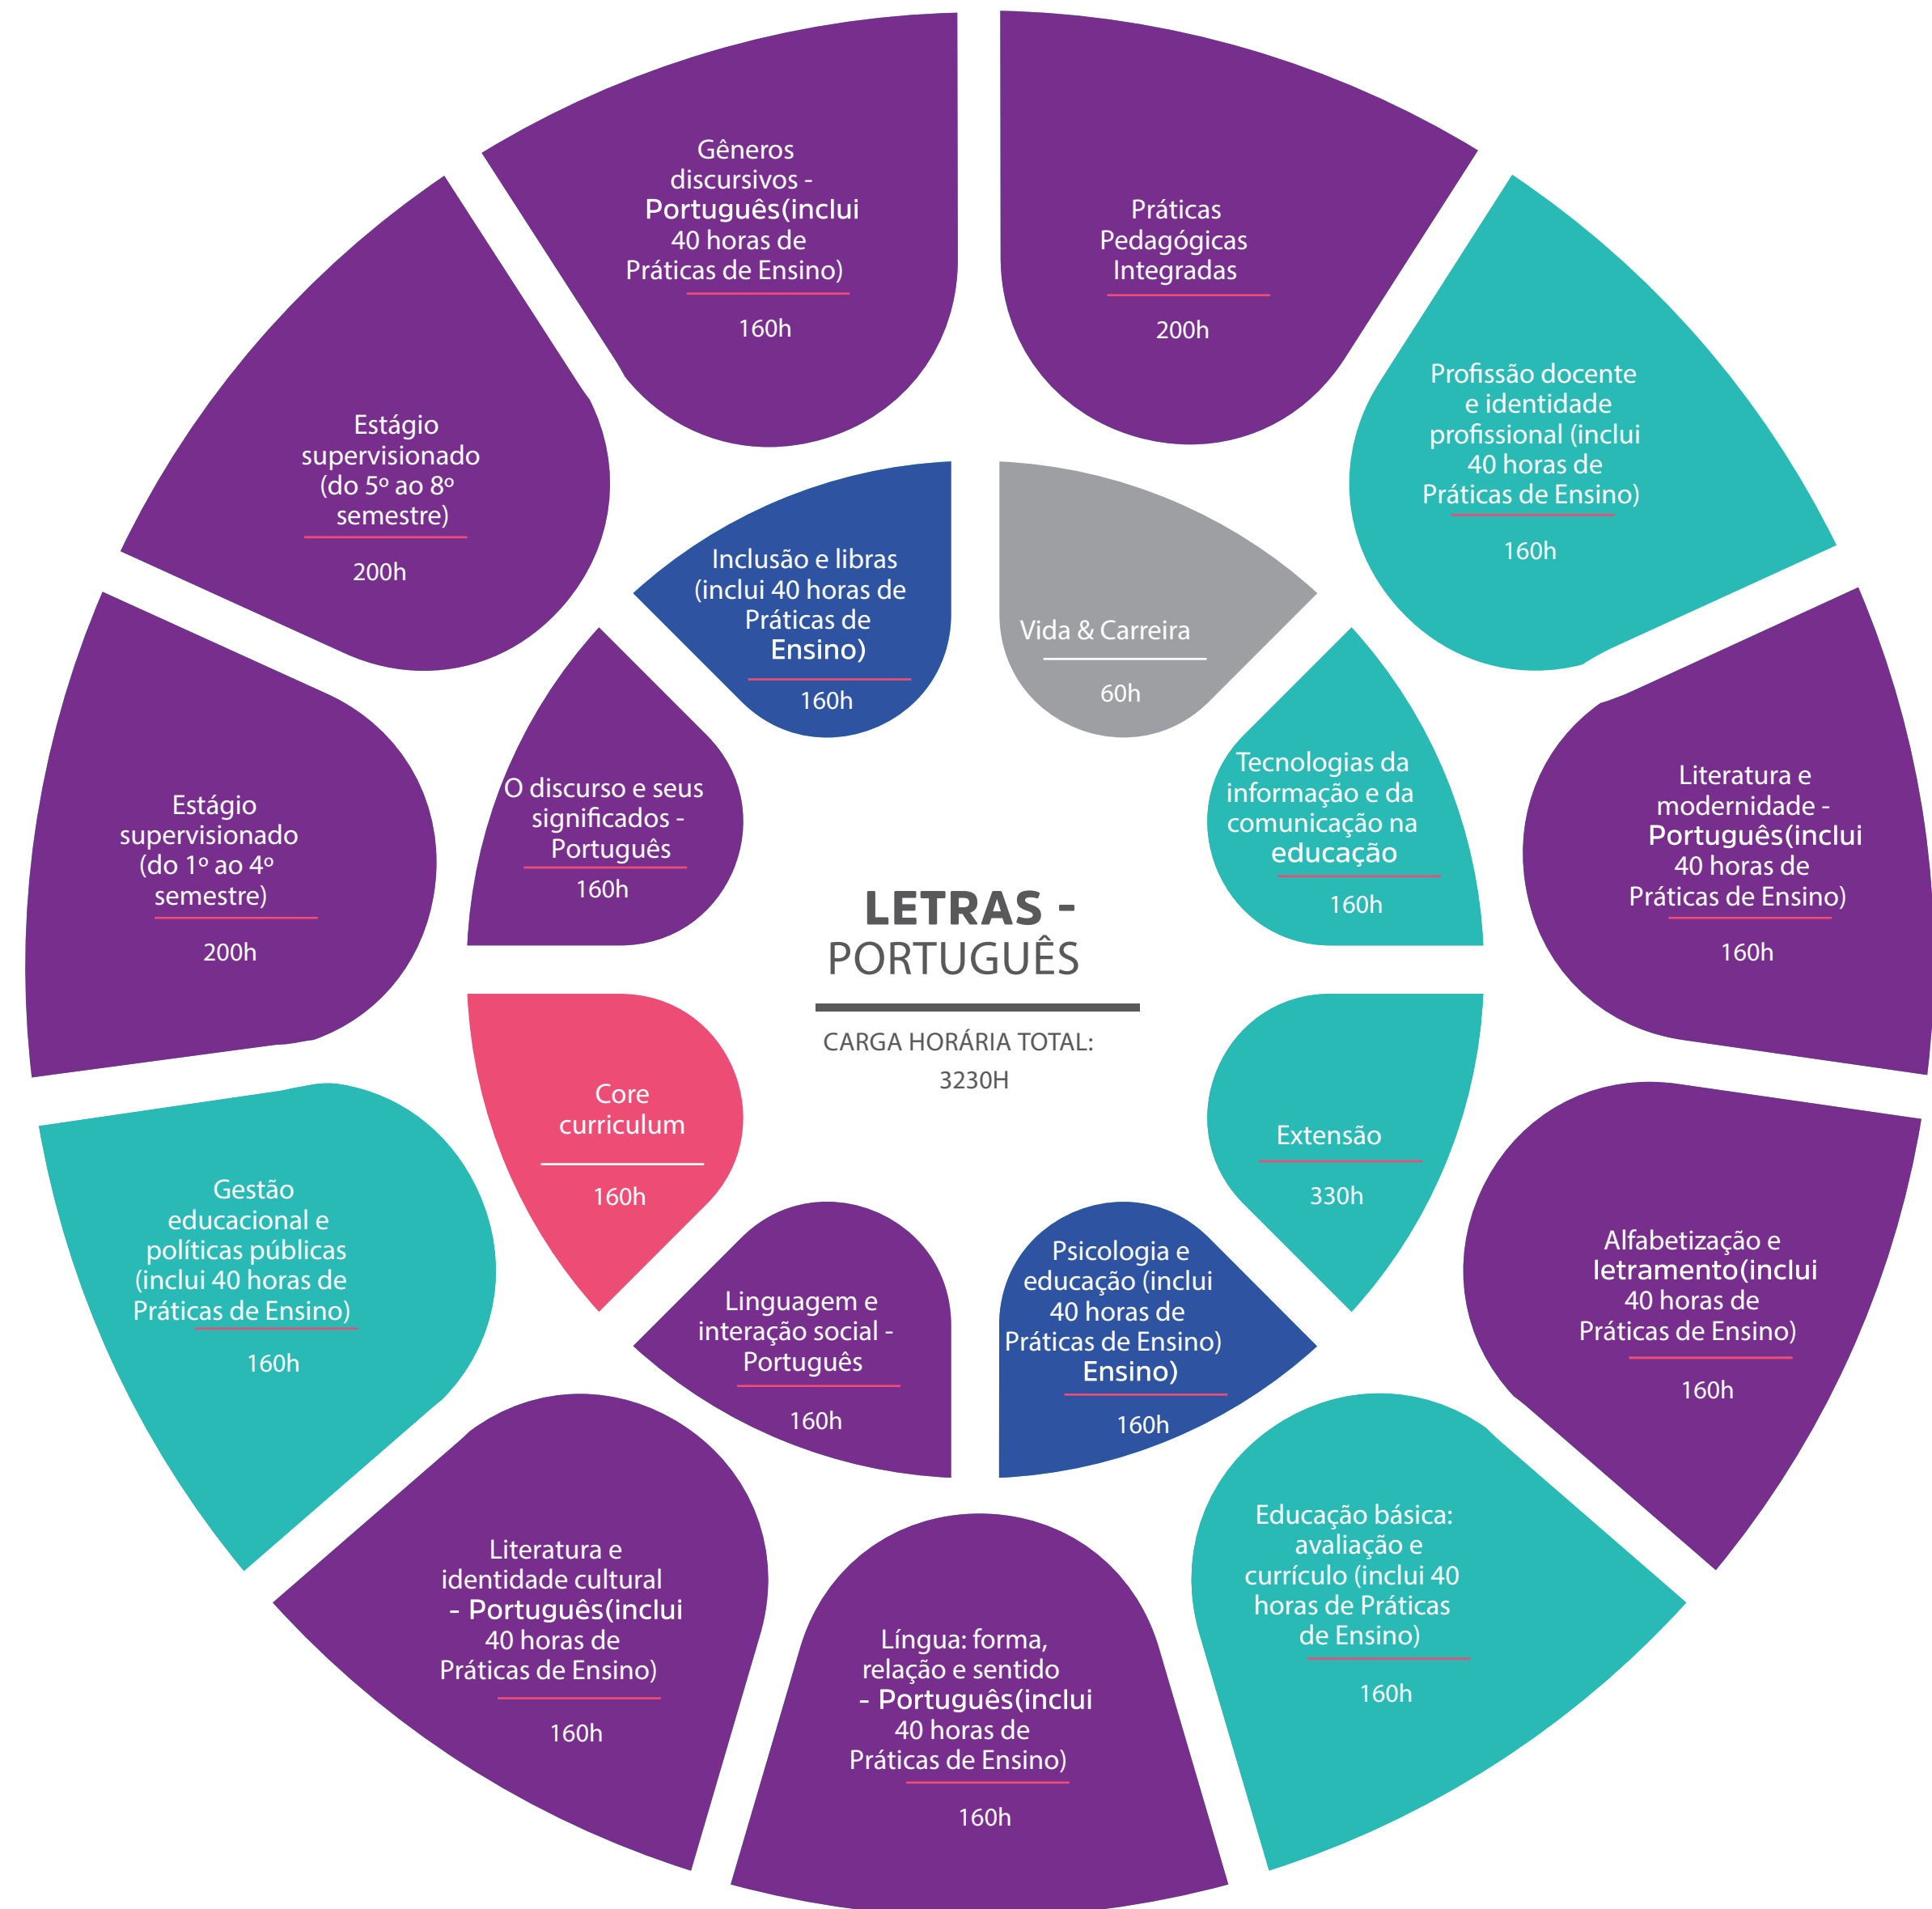 Gêneros
discursivos -
Português(inclui
40 horas de
Práticas de Ensino)
160h
Práticas
Pedagógicas
Integradas
200h
Profissão docente
e identidade
profissional (inclui
40 horas de
Práticas de Ensino)
160h
Estágio
supervisionado
(do 5º ao 8º
semestre)
200h
Inclusão e libras
(inclui 40 horas de
Práticas de
Ensino)
160h
Vida & Carreira
60h
Tecnologias da
informação e da
comunicação na
educação
160h
Literatura e
modernidade -
Português(inclui
40 horas de
Práticas de Ensino)
160h
Estágio
supervisionado
(do 1º ao 4º
semestre)
200h
O discurso e seus
significados -
Português
160h
LETRAS -
PORTUGUÊS
CARGA HORÁRIA TOTAL:
3230H
Core
curriculum
160h
Extensão
330h
Gestão
educacional e
políticas públicas
(inclui 40 horas de
Práticas de Ensino)
160h
Linguagem e
interação social -
Português
160h
Psicologia e
educação (inclui
40 horas de
Práticas de Ensino)
Ensino)
160h
Alfabetização e
letramento(inclui
40 horas de
Práticas de Ensino)
160h
Literatura e
identidade cultural
- Português(inclui
40 horas de
Práticas de Ensino)
160h
Língua: forma,
relação e sentido
- Português(inclui
40 horas de
Práticas de Ensino)
160h
Educação básica:
avaliação e
currículo (inclui 40
horas de Práticas
de Ensino)
160h